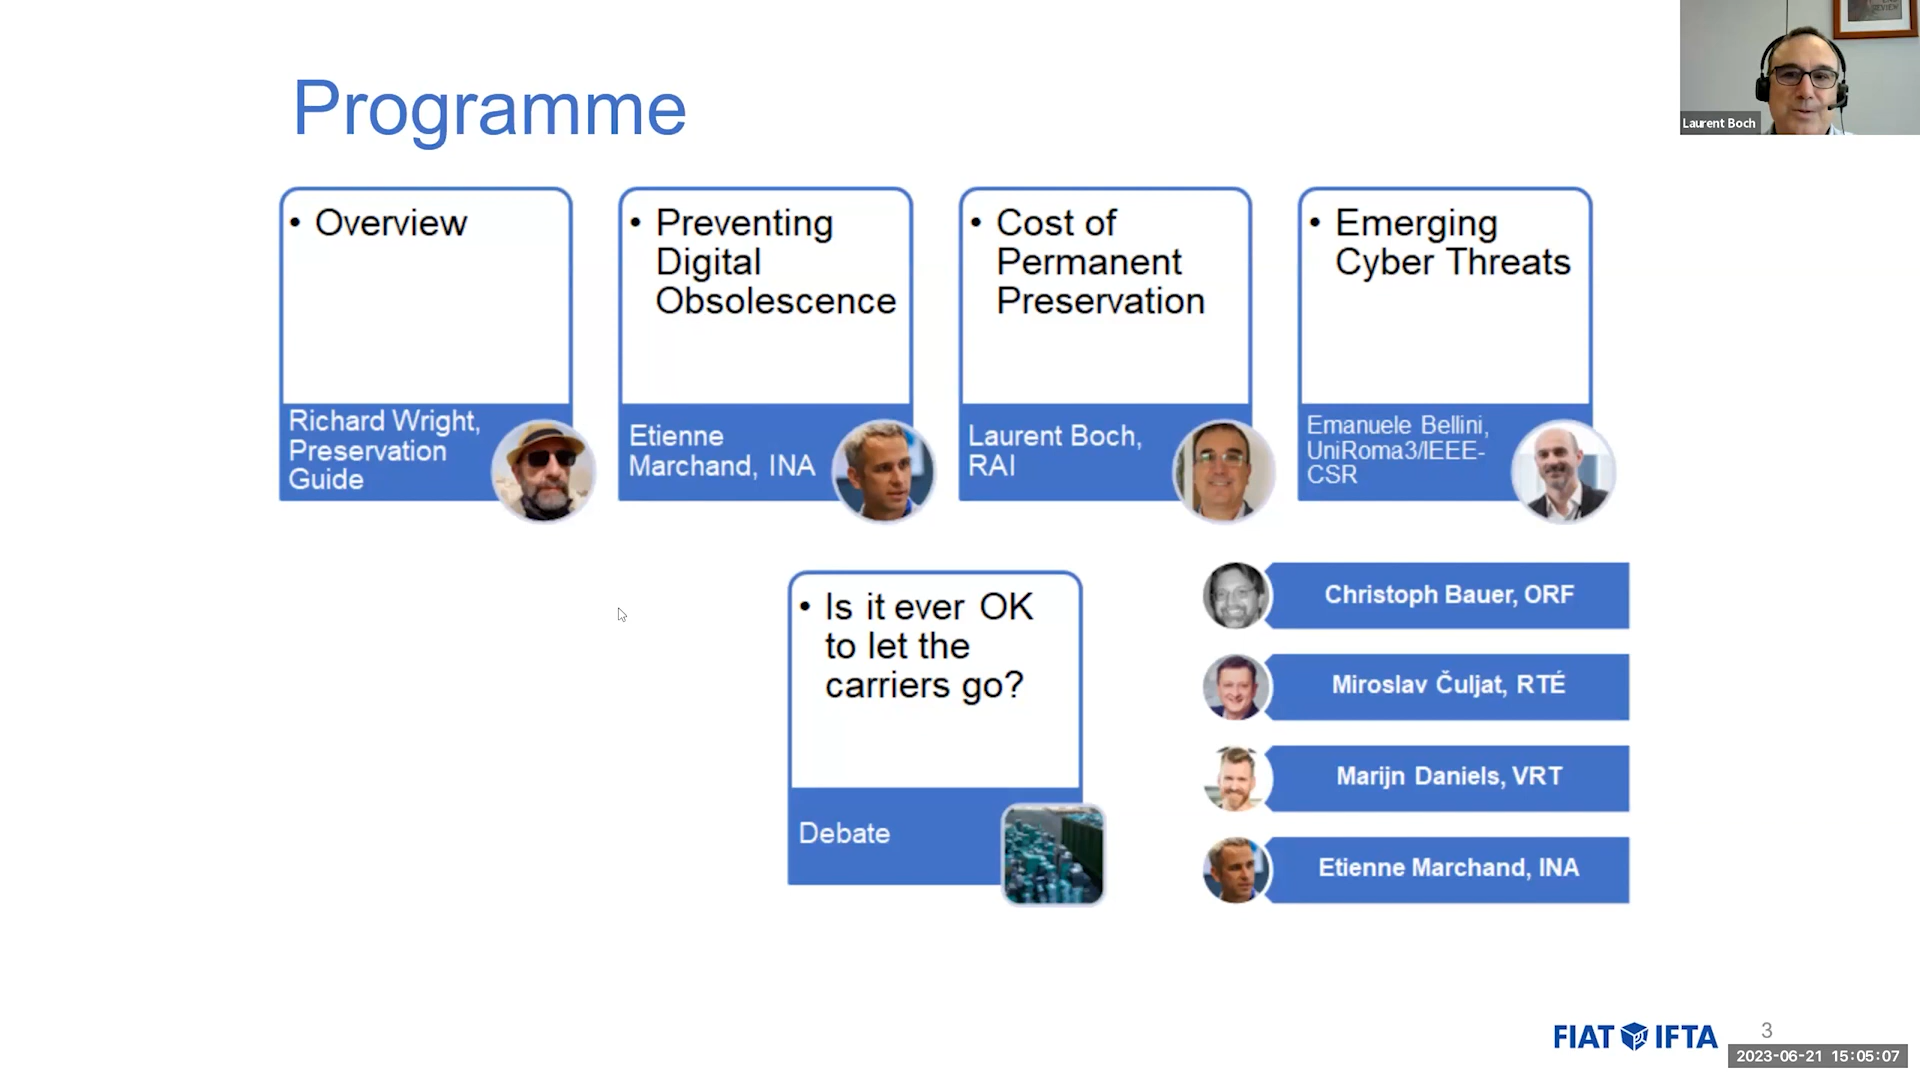 Programme
Laurent Boch
• Overview
Richard Wright,
Preservation
Guide
• Preventing
Digital
Obsolescence
Etienne
Marchand, INA
• Cost of
Permanent
Preservation
Laurent Boch,
RAI
• Emerging
Cyber Threats
Emanuele Bellini,
UniRoma3/IEEE-
CSR
• Is it ever OK
to let the
carriers go?
Debate
Christoph Bauer, ORF
Miroslav Čuljat, RTÉ
Marijn Daniels, VRT
Etienne Marchand, INA
FIAT IFTA
3
2023-06-21 15:05:07